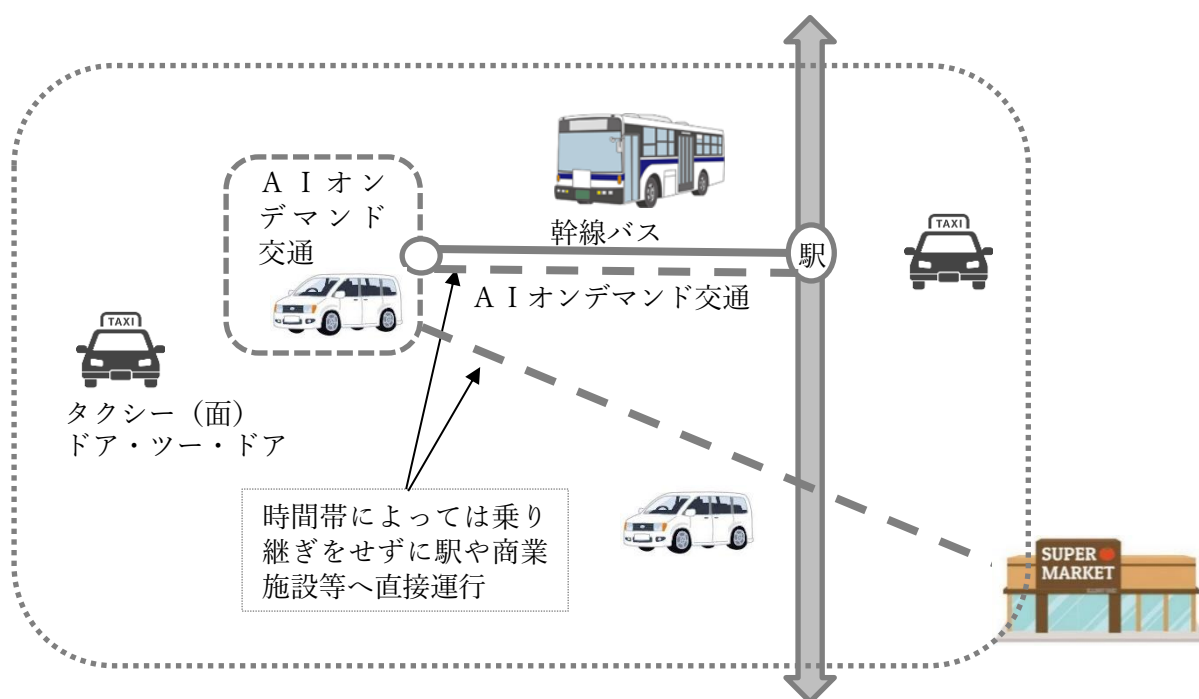 ＡＩオン
デマンド
交通
幹線バス
駅
TAXI
ＡＩオンデマンド交通
TAXI
タクシー（面）
ドア・ツー・ドア
時間帯によっては乗り
継ぎをせずに駅や商業
施設等へ直接運行
SUPER
MARKET